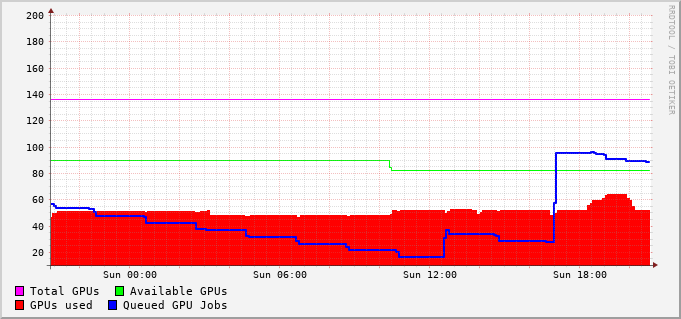 200
180
160
140
120
100
80
60
40
20
Sun 00:00 Sun 06:00 Sun 12:00 Sun 18:00
Total GPUs Available GPUs
GPUs used Queued GPU Jobs
RRDTOOL / TOBI OETIKER